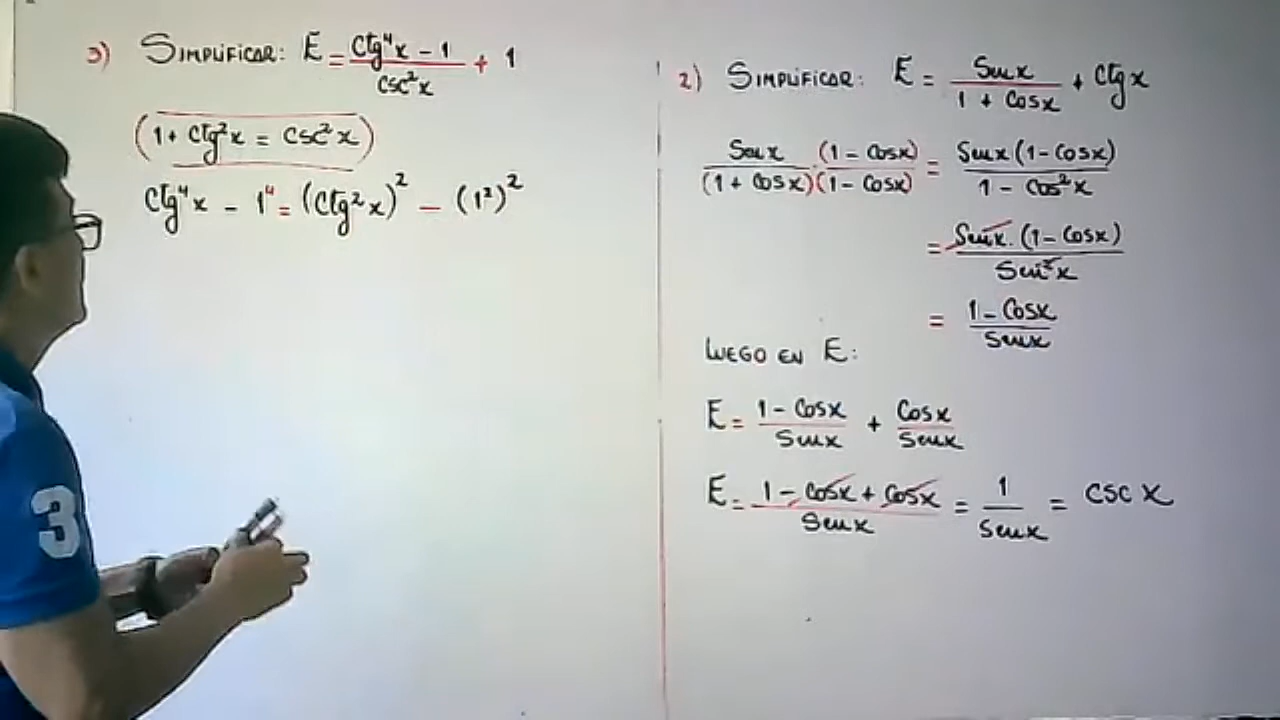 3) SIMPLIFICAR: E = (Ctg⁴x - 1)/(csc²x) + 1
(1 + Ctg²x = csc²x)
Ctg⁴x - 1⁴ = (Ctg²x)² - (1²)²
2) SIMPLIFICAR: E = Senx/(1 + Cosx) + Ctgx
Senx/(1 + Cosx) (1 - Cosx)/(1 - Cosx) = Senx(1 - Cosx)/(1 - Cos²x)
= Senx.(1 - Cosx)/Sen²x
= (1 - Cosx)/Senx
LUEGO EN E:
E = (1 - Cosx)/Senx + Cosx/Senx
E = (1 - Cosx + Cosx)/Senx = 1/Senx = csc x
3